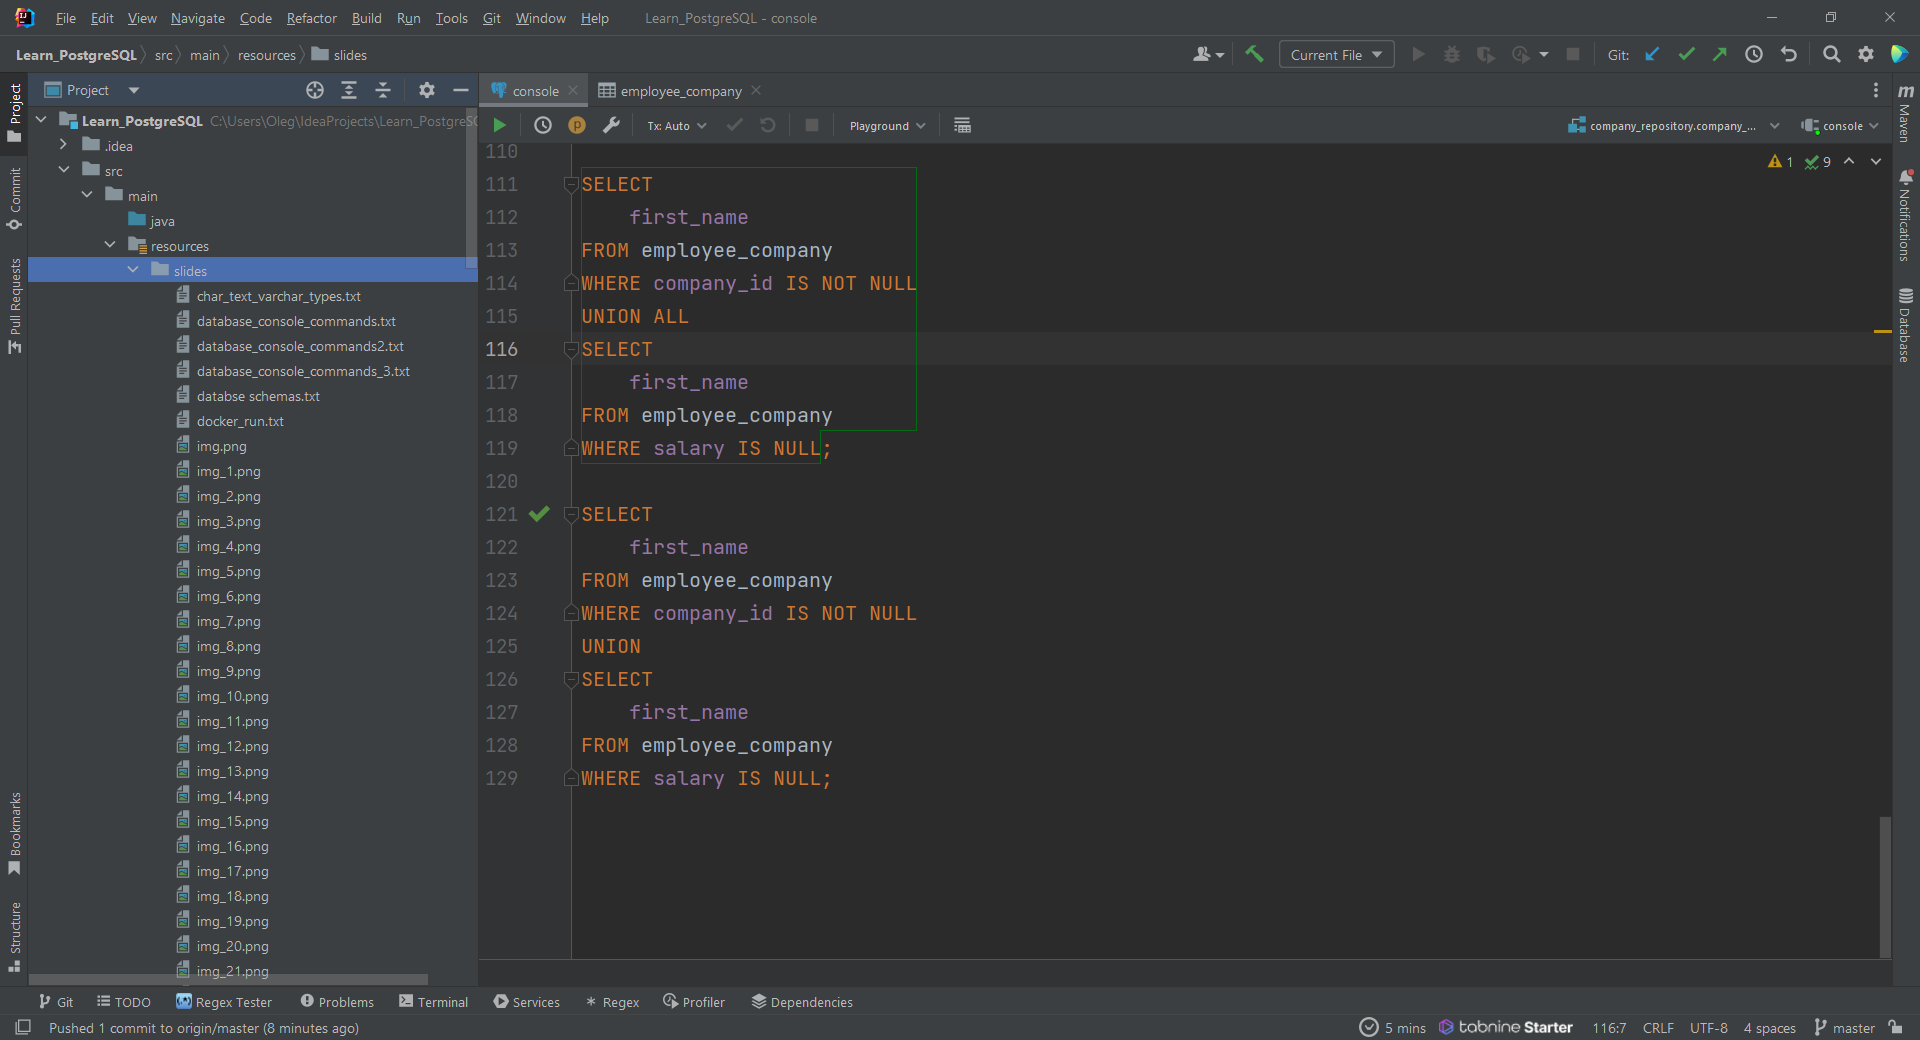 File Edit View Navigate Code Refactor Build Run Tools Git Window Help Learn_PostgreSQL - console
Learn_PostgreSQL src main resources slides Current File Git:
Project
console employee_company
Tx: Auto Playground company_repository.company_... console
Learn_PostgreSQL C:\Users\Oleg\IdeaProjects\Learn_PostgreSQ
.idea
src
main
java
resources
slides
char_text_varchar_types.txt
database_console_commands.txt
database_console_commands2.txt
database_console_commands_3.txt
databse schemas.txt
docker_run.txt
img.png
img_1.png
img_2.png
img_3.png
img_4.png
img_5.png
img_6.png
img_7.png
img_8.png
img_9.png
img_10.png
img_11.png
img_12.png
img_13.png
img_14.png
img_15.png
img_16.png
img_17.png
img_18.png
img_19.png
img_20.png
img_21.png
Project
Commit
Pull Requests
Bookmarks
Structure
1 9
110
111 SELECT
112 first_name
113 FROM employee_company
114 WHERE company_id IS NOT NULL
115 UNION ALL
116 SELECT
117 first_name
118 FROM employee_company
119 WHERE salary IS NULL;
120
121 SELECT
122 first_name
123 FROM employee_company
124 WHERE company_id IS NOT NULL
125 UNION
126 SELECT
127 first_name
128 FROM employee_company
129 WHERE salary IS NULL;
m Maven
Notifications
Database
Git TODO Regex Tester Problems Terminal Services Regex Profiler Dependencies
Pushed 1 commit to origin/master (8 minutes ago) 5 mins tabnine Starter 116:7 CRLF UTF-8 4 spaces master